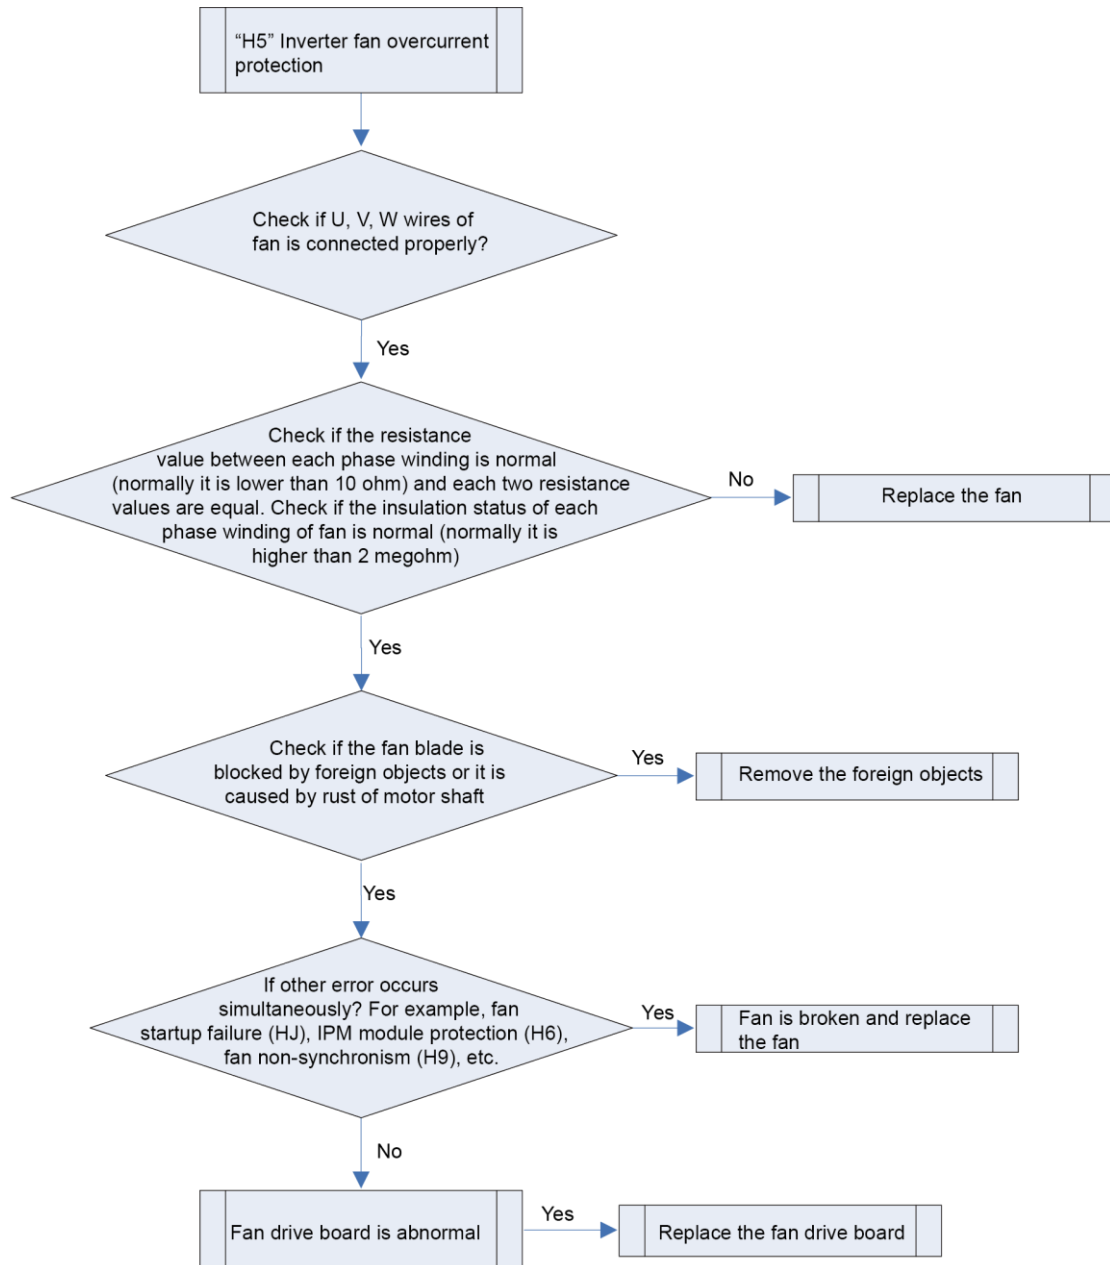 “H5” Inverter fan overcurrent
protection
Check if U, V, W wires of
fan is connected properly?
Yes
Check if the resistance
value between each phase winding is normal
(normally it is lower than 10 ohm) and each two resistance
values are equal. Check if the insulation status of each
phase winding of fan is normal (normally it is
higher than 2 megohm)
No
Replace the fan
Yes
Check if the fan blade is
blocked by foreign objects or it is
caused by rust of motor shaft
Yes
Remove the foreign objects
Yes
If other error occurs
simultaneously? For example, fan
startup failure (HJ), IPM module protection (H6),
fan non-synchronism (H9), etc.
Yes
Fan is broken and replace
the fan
No
Fan drive board is abnormal
Yes
Replace the fan drive board